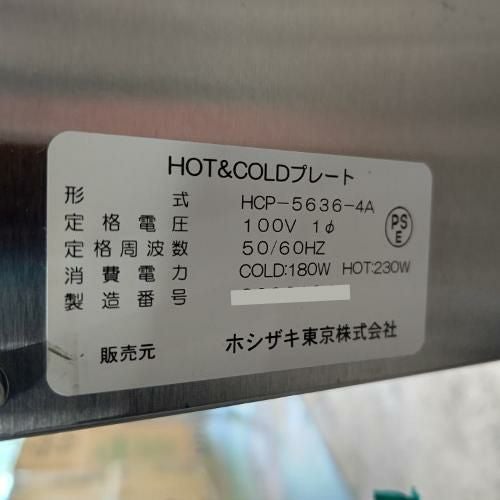 HOT&COLDプレート
形式 HCP-5636-4A
定格電圧 100V 1φ
定格周波数 50/60HZ
消費電力 COLD:180W HOT:230W
製造番号
販売元 ホシザキ東京株式会社
PSE